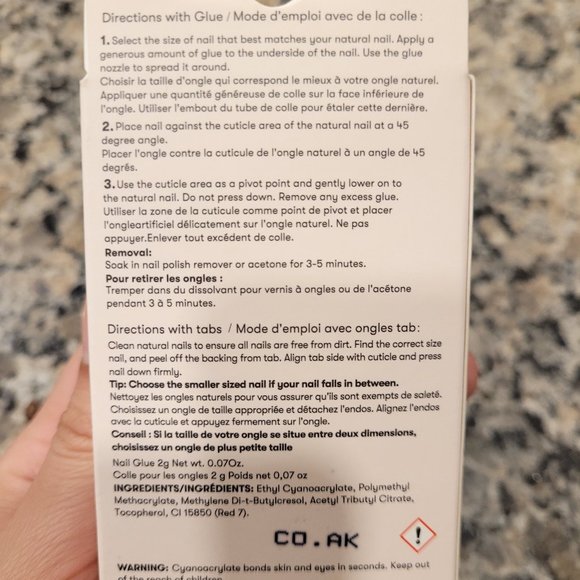 Directions with Glue / Mode d'emploi avec de la colle :
1. Select the size of nail that best matches your natural nail. Apply a
generous amount of glue to the underside of the nail. Use the glue
nozzle to spread it around.
Choisir la taille d'ongle qui correspond le mieux à votre ongle naturel.
Appliquer une quantité généreuse de colle sur la face inférieure de
l'ongle. Utiliser l'embout du tube de colle pour étaler cette dernière.
2. Place nail against the cuticle area of the natural nail at a 45
degree angle.
Placer l'ongle contre la cuticule de l'ongle naturel à un angle de 45
degrés.
3. Use the cuticle area as a pivot point and gently lower on to
the natural nail. Do not press down. Remove any excess glue.
Utiliser la zone de la cuticule comme point de pivot et placer
l'ongleartificiel délicatement sur l'ongle naturel. Ne pas
appuyer.Enlever tout excédent de colle.
Removal:
Soak in nail polish remover or acetone for 3-5 minutes.
Pour retirer les ongles :
Tremper dans du dissolvant pour vernis à ongles ou de l'acétone
pendant 3 à 5 minutes.
Directions with tabs / Mode d'emploi avec ongles tab:
Clean natural nails to ensure all nails are free from dirt. Find the correct size
nail, and peel off the backing from tab. Align tab side with cuticle and press
nail down firmly.
Tip: Choose the smaller sized nail if your nail falls in between.
Nettoyez les ongles naturels pour vous assurer qu'ils sont exempts de saleté.
Choisissez un ongle de taille appropriée et détachez l'endos. Alignez l'endos
avec la cuticule et appuyez fermement sur l'ongle.
Conseil : Si la taille de votre ongle se situe entre deux dimensions,
choisissez un ongle de plus petite taille
Nail Glue 2g Net wt. 0.07Oz.
Colle pour les ongles 2 g Poids net 0,07 oz
INGREDIENTS/INGRÉDIENTS: Ethyl Cyanoacrylate, Polymethyl
Methacrylate, Methylene Di-t-Butylcresol, Acetyl Tributyl Citrate,
Tocopherol, CI 15850 (Red 7).
CO.AK
WARNING: Cyanoacrylate bonds skin and eyes in seconds. Keep out
of the reach of children